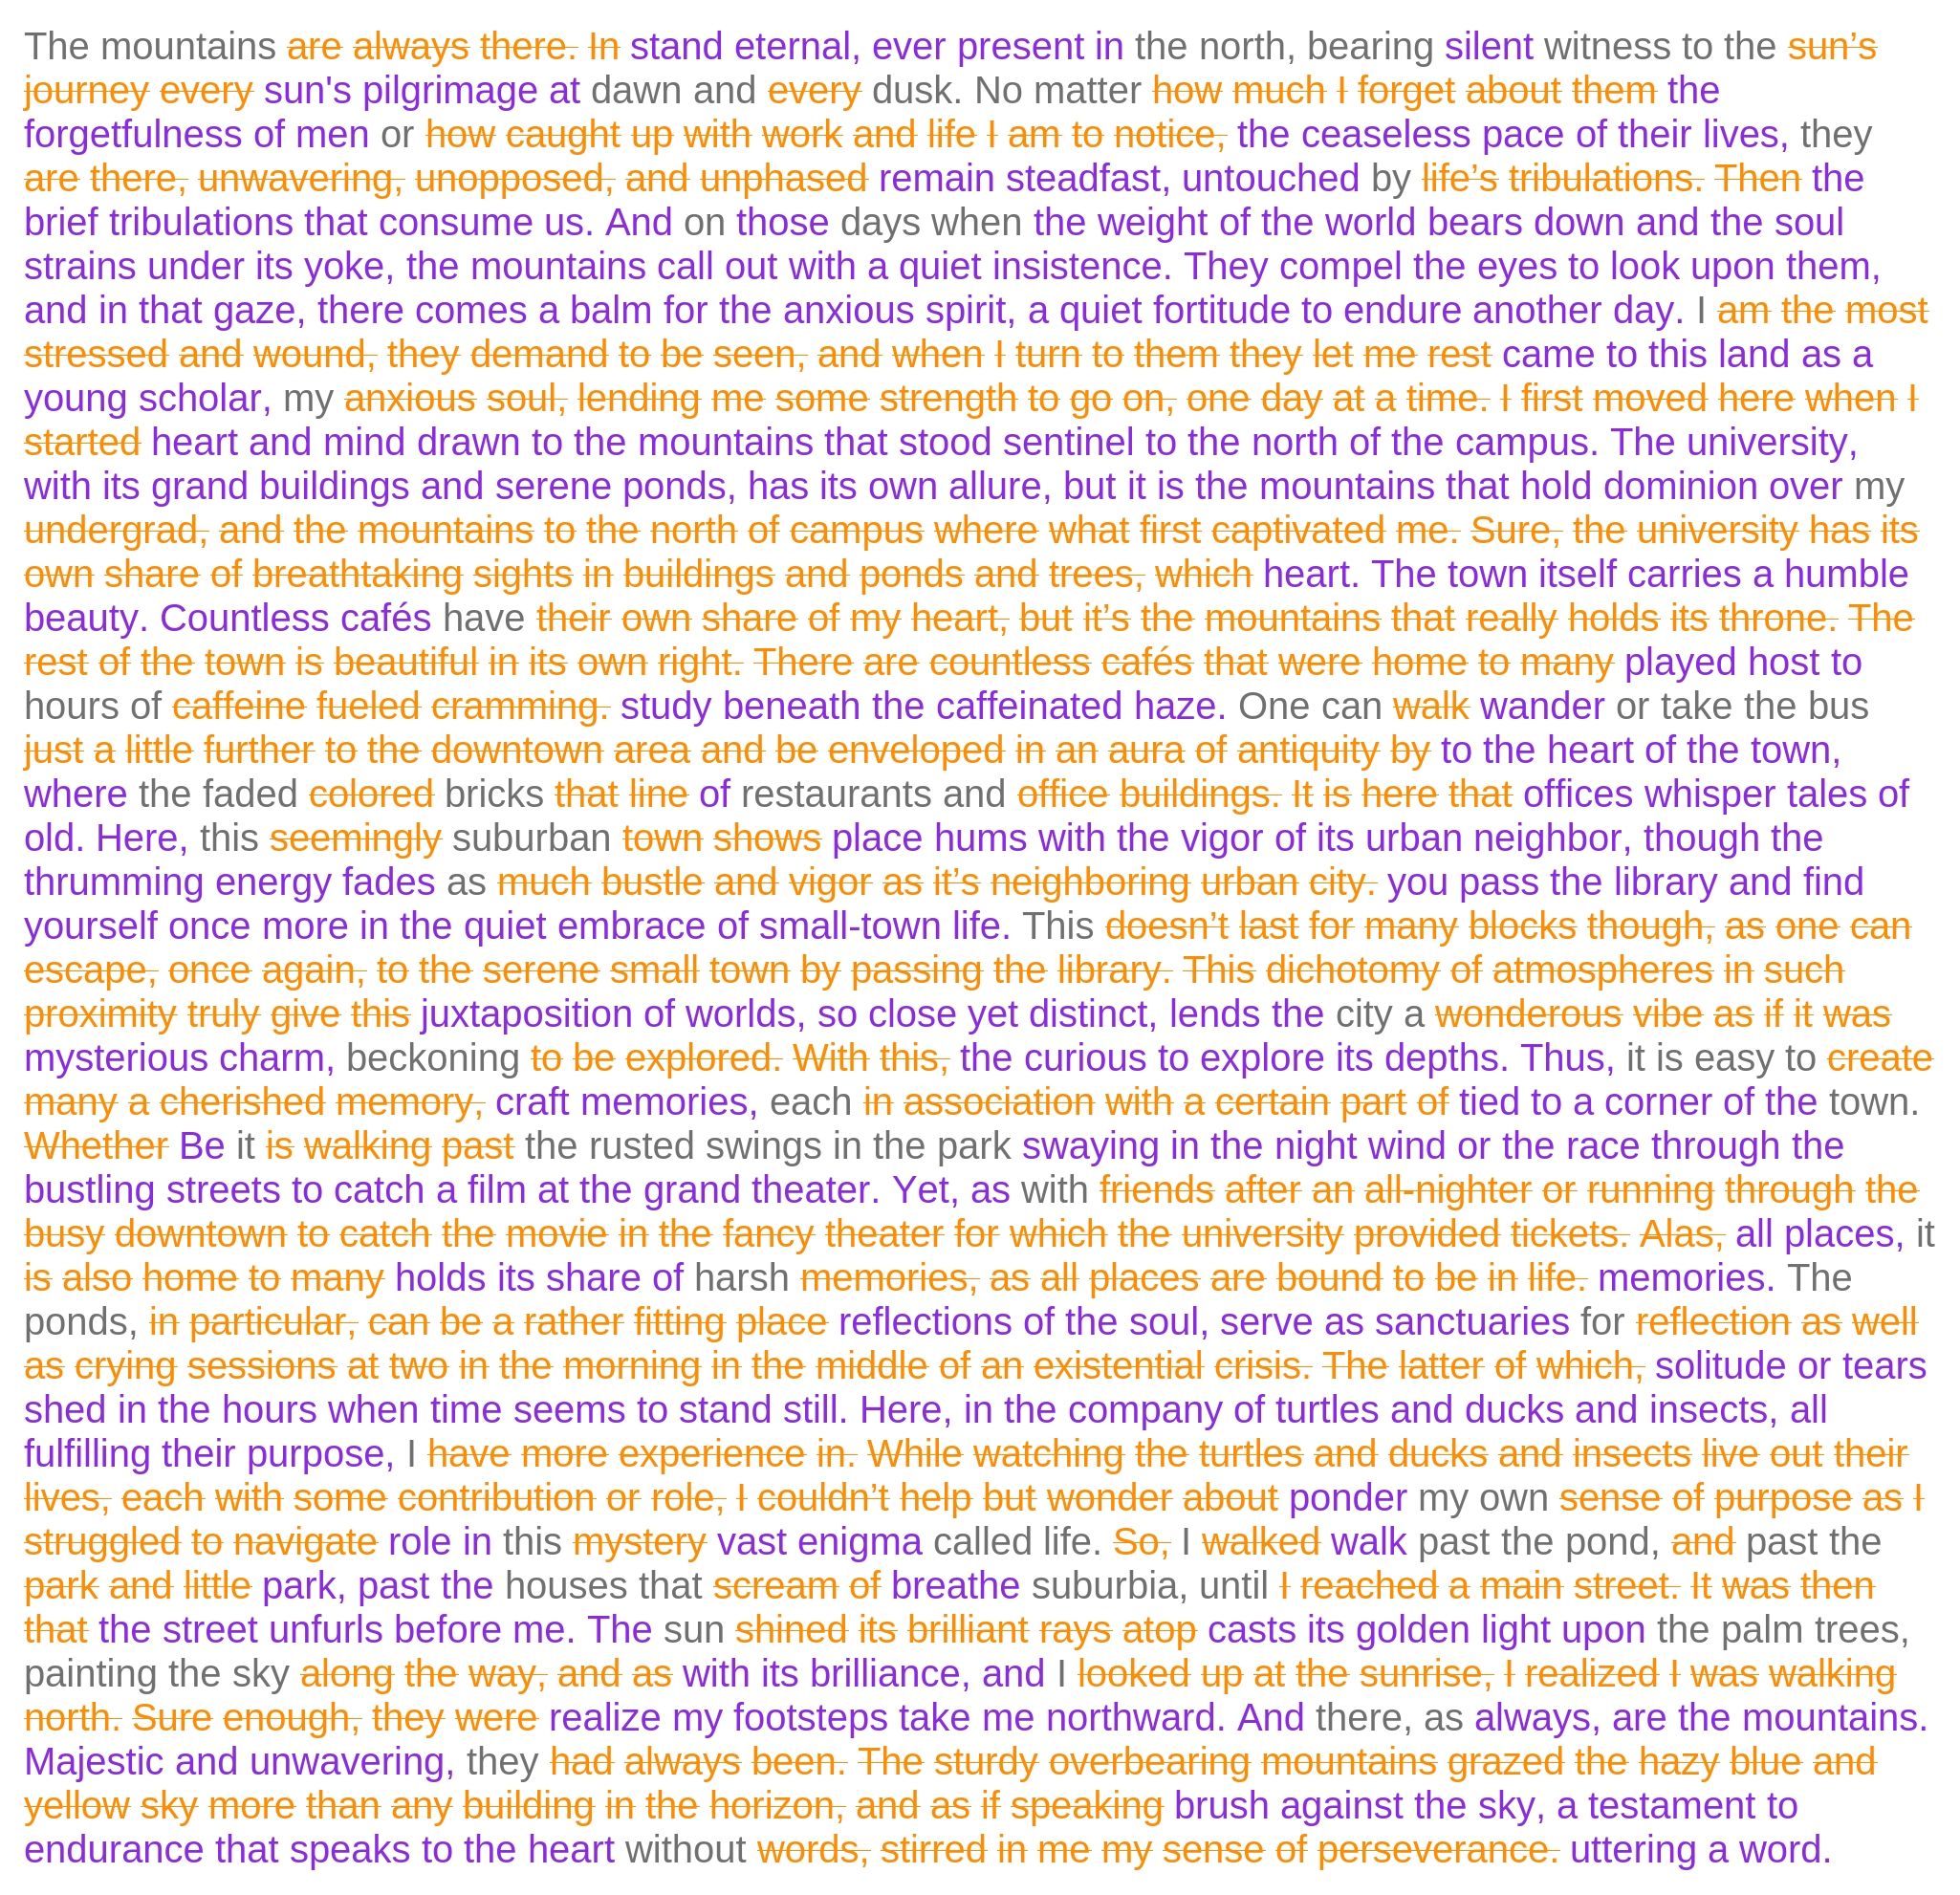 The mountains are always there. In stand eternal, ever present in the north, bearing silent witness to the sun’s
journey every sun's pilgrimage at dawn and every dusk. No matter how much I forget about them the
forgetfulness of men or how caught up with work and life I am to notice, the ceaseless pace of their lives, they
are there, unwavering, unopposed, and unphased remain steadfast, untouched by life’s tribulations. Then the
brief tribulations that consume us. And on those days when the weight of the world bears down and the soul
strains under its yoke, the mountains call out with a quiet insistence. They compel the eyes to look upon them,
and in that gaze, there comes a balm for the anxious spirit, a quiet fortitude to endure another day. I am the most
stressed and wound, they demand to be seen, and when I turn to them they let me rest came to this land as a
young scholar, my anxious soul, lending me some strength to go on, one day at a time. I first moved here when I
started heart and mind drawn to the mountains that stood sentinel to the north of the campus. The university,
with its grand buildings and serene ponds, has its own allure, but it is the mountains that hold dominion over my
undergrad, and the mountains to the north of campus where what first captivated me. Sure, the university has its
own share of breathtaking sights in buildings and ponds and trees, which heart. The town itself carries a humble
beauty. Countless cafés have their own share of my heart, but it’s the mountains that really holds its throne. The
rest of the town is beautiful in its own right. There are countless cafés that were home to many played host to
hours of caffeine fueled cramming. study beneath the caffeinated haze. One can walk wander or take the bus
just a little further to the downtown area and be enveloped in an aura of antiquity by to the heart of the town,
where the faded colored bricks that line of restaurants and office buildings. It is here that offices whisper tales of
old. Here, this seemingly suburban town shows place hums with the vigor of its urban neighbor, though the
thrumming energy fades as much bustle and vigor as it’s neighboring urban city. you pass the library and find
yourself once more in the quiet embrace of small-town life. This doesn’t last for many blocks though, as one can
escape, once again, to the serene small town by passing the library. This dichotomy of atmospheres in such
proximity truly give this juxtaposition of worlds, so close yet distinct, lends the city a wonderous vibe as if it was
mysterious charm, beckoning to be explored. With this, the curious to explore its depths. Thus, it is easy to create
many a cherished memory, craft memories, each in association with a certain part of tied to a corner of the town.
Whether Be it is walking past the rusted swings in the park swaying in the night wind or the race through the
bustling streets to catch a film at the grand theater. Yet, as with friends after an all-nighter or running through the
busy downtown to catch the movie in the fancy theater for which the university provided tickets. Alas, all places, it
is also home to many holds its share of harsh memories, as all places are bound to be in life. memories. The
ponds, in particular, can be a rather fitting place reflections of the soul, serve as sanctuaries for reflection as well
as crying sessions at two in the morning in the middle of an existential crisis. The latter of which, solitude or tears
shed in the hours when time seems to stand still. Here, in the company of turtles and ducks and insects, all
fulfilling their purpose, I have more experience in. While watching the turtles and ducks and insects live out their
lives, each with some contribution or role, I couldn’t help but wonder about ponder my own sense of purpose as I
struggled to navigate role in this mystery vast enigma called life. So, I walked walk past the pond, and past the
park and little park, past the houses that scream of breathe suburbia, until I reached a main street. It was then
that the street unfurls before me. The sun shined its brilliant rays atop casts its golden light upon the palm trees,
painting the sky along the way, and as with its brilliance, and I looked up at the sunrise, I realized I was walking
north. Sure enough, they were realize my footsteps take me northward. And there, as always, are the mountains.
Majestic and unwavering, they had always been. The sturdy overbearing mountains grazed the hazy blue and
yellow sky more than any building in the horizon, and as if speaking brush against the sky, a testament to
endurance that speaks to the heart without words, stirred in me my sense of perseverance. uttering a word.